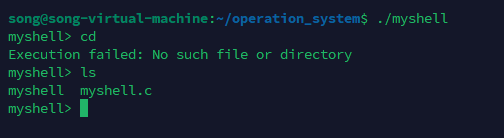 song@song-virtual-machine:~/operation_system$ ./myshell
myshell> cd
Execution failed: No such file or directory
myshell> ls
myshell  myshell.c
myshell>